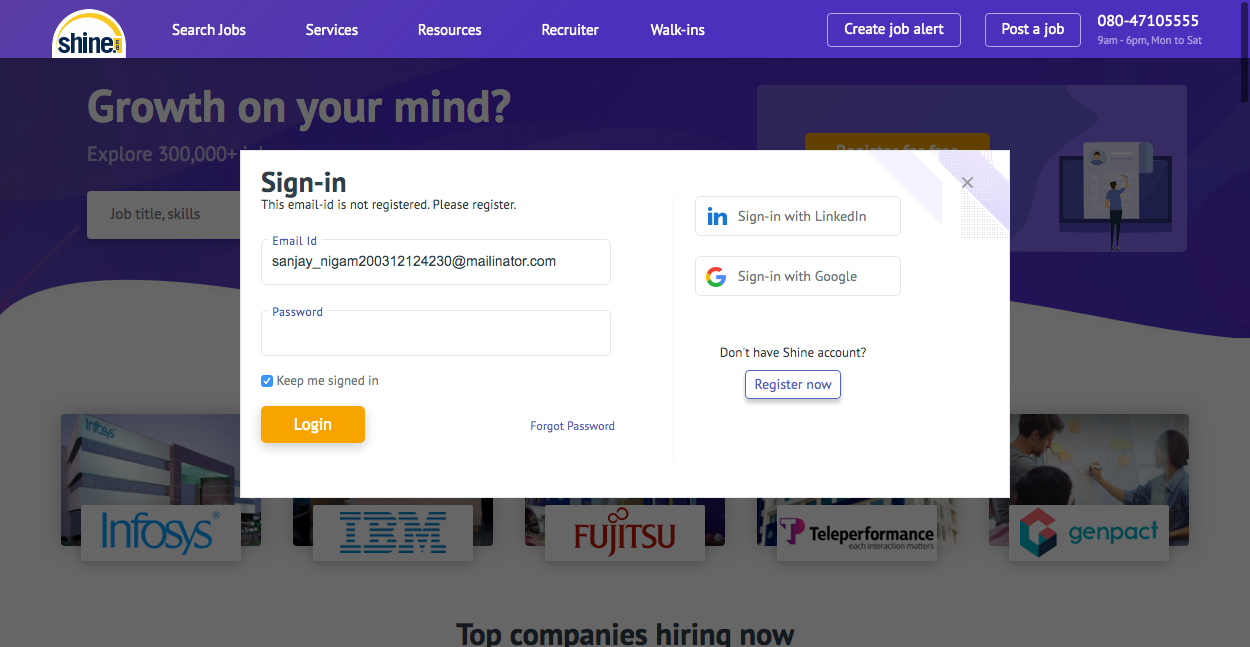 shine.com
Search Jobs
Services
Resources
Recruiter
Walk-ins
Create job alert
Post a job
080-47105555
9am - 6pm, Mon to Sat
Growth on your mind?
Explore 300,000+
Register for free
Job title, skills
Sign-in
This email-id is not registered. Please register.
Email Id
sanjay_nigam200312124230@mailinator.com
Password
Keep me signed in
Login
Forgot Password
Sign-in with LinkedIn
Sign-in with Google
Don't have Shine account?
Register now
Infosys
Infosys®
IBM
FUJITSU
Teleperformance
each interaction matters
genpact
Top companies hiring now